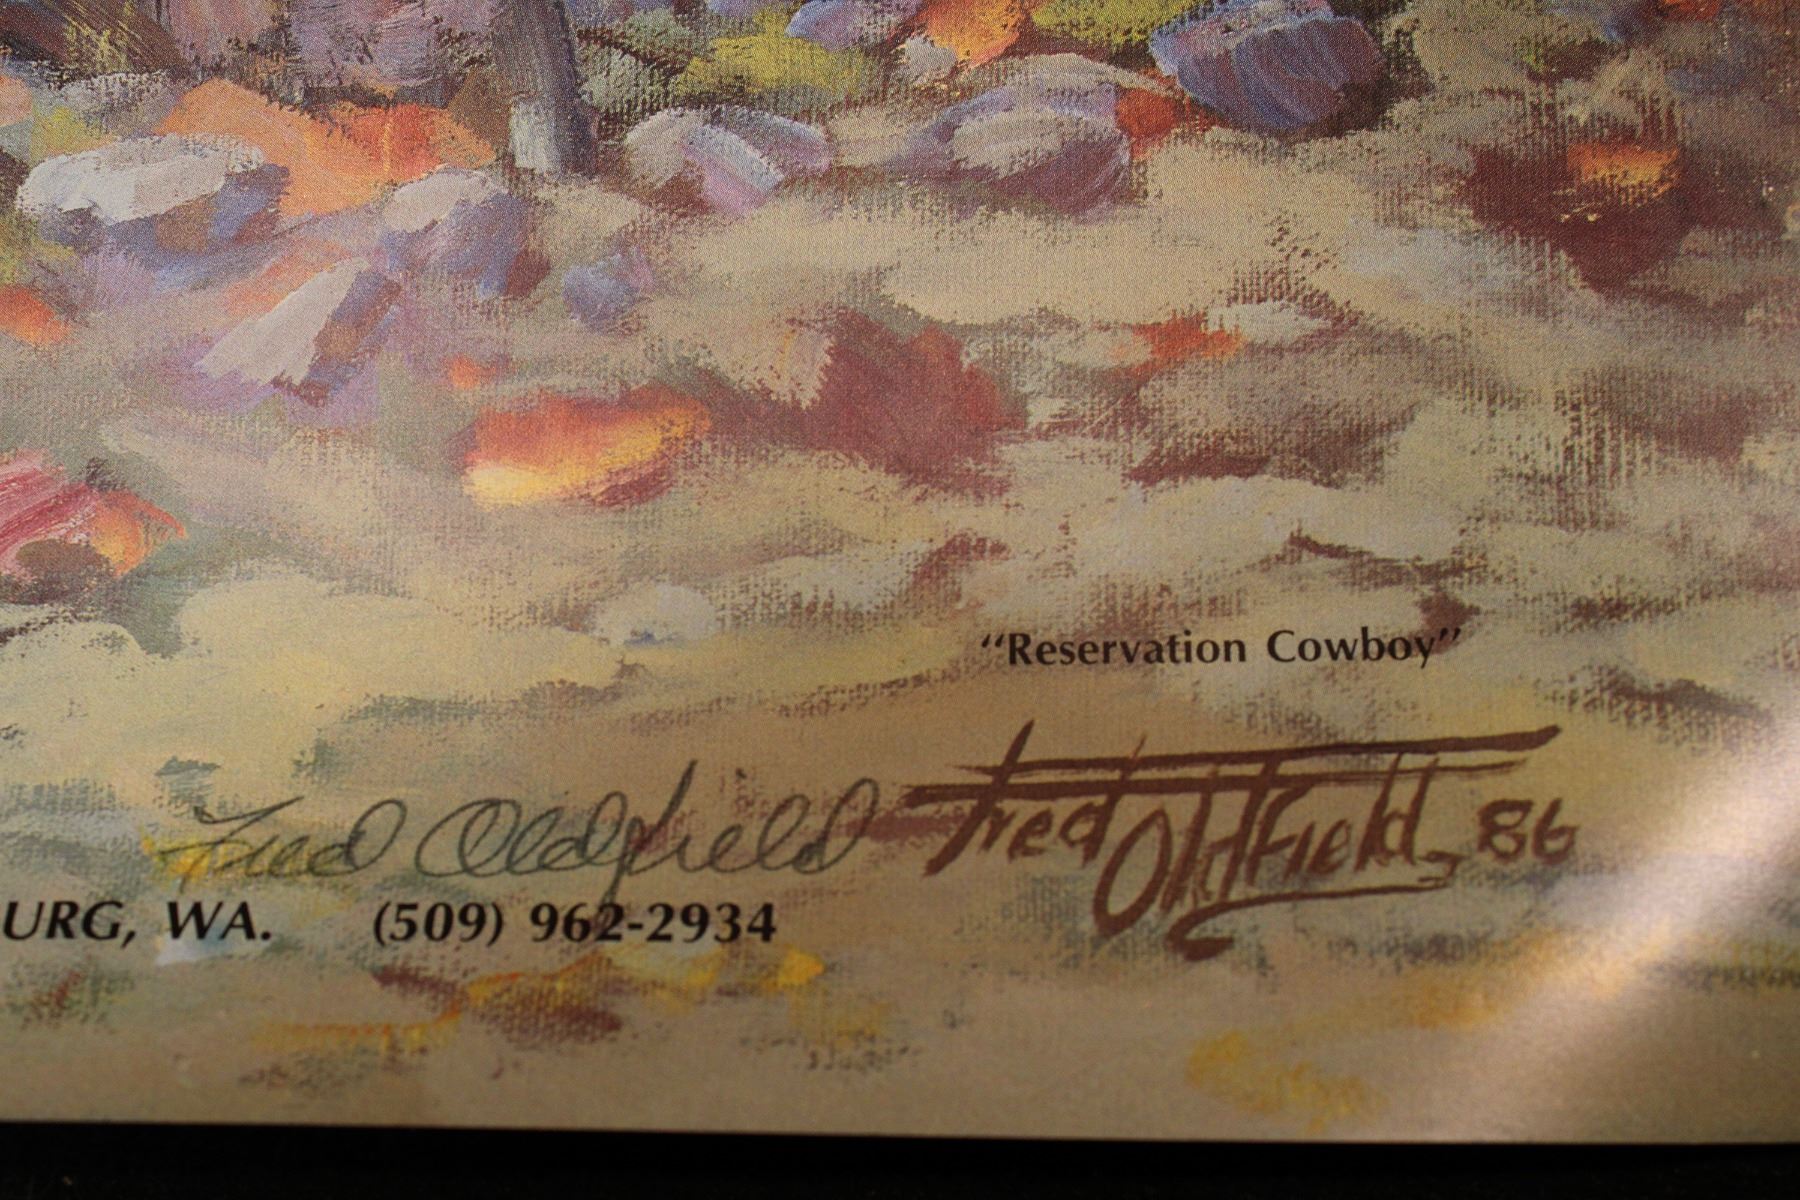 "Reservation Cowboy"
Fred Oldfield
Fred Oldfield, 86
URG, WA. (509) 962-2934